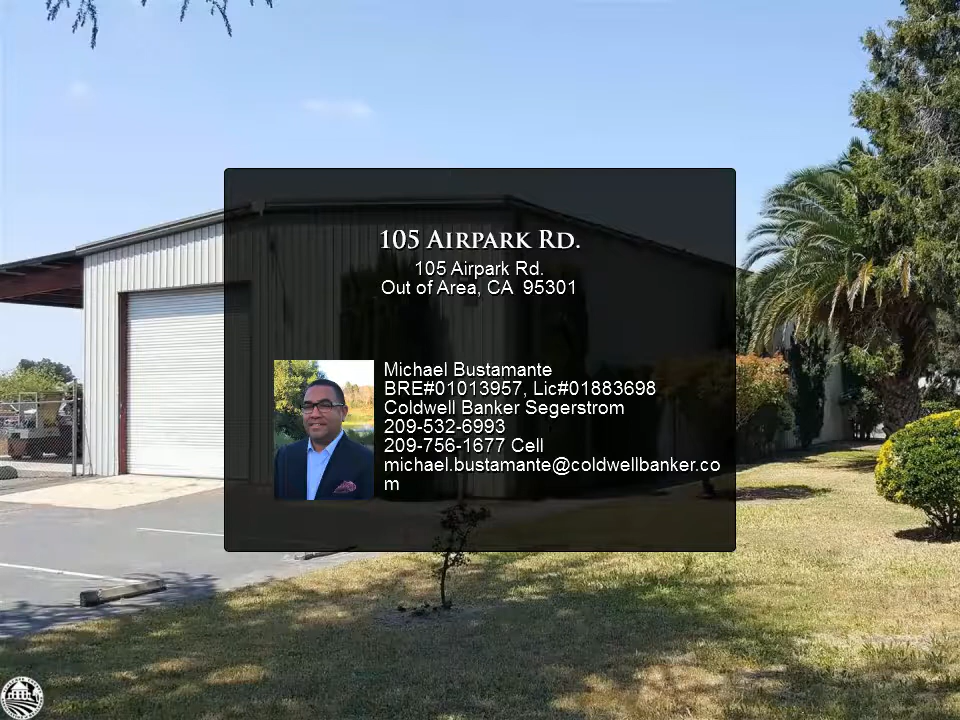 105 Airpark Rd.
105 Airpark Rd.
Out of Area, CA 95301
Michael Bustamante
BRE#01013957, Lic#01883698
Coldwell Banker Segerstrom
209-532-6993
209-756-1677 Cell
michael.bustamante@coldwellbanker.co
m